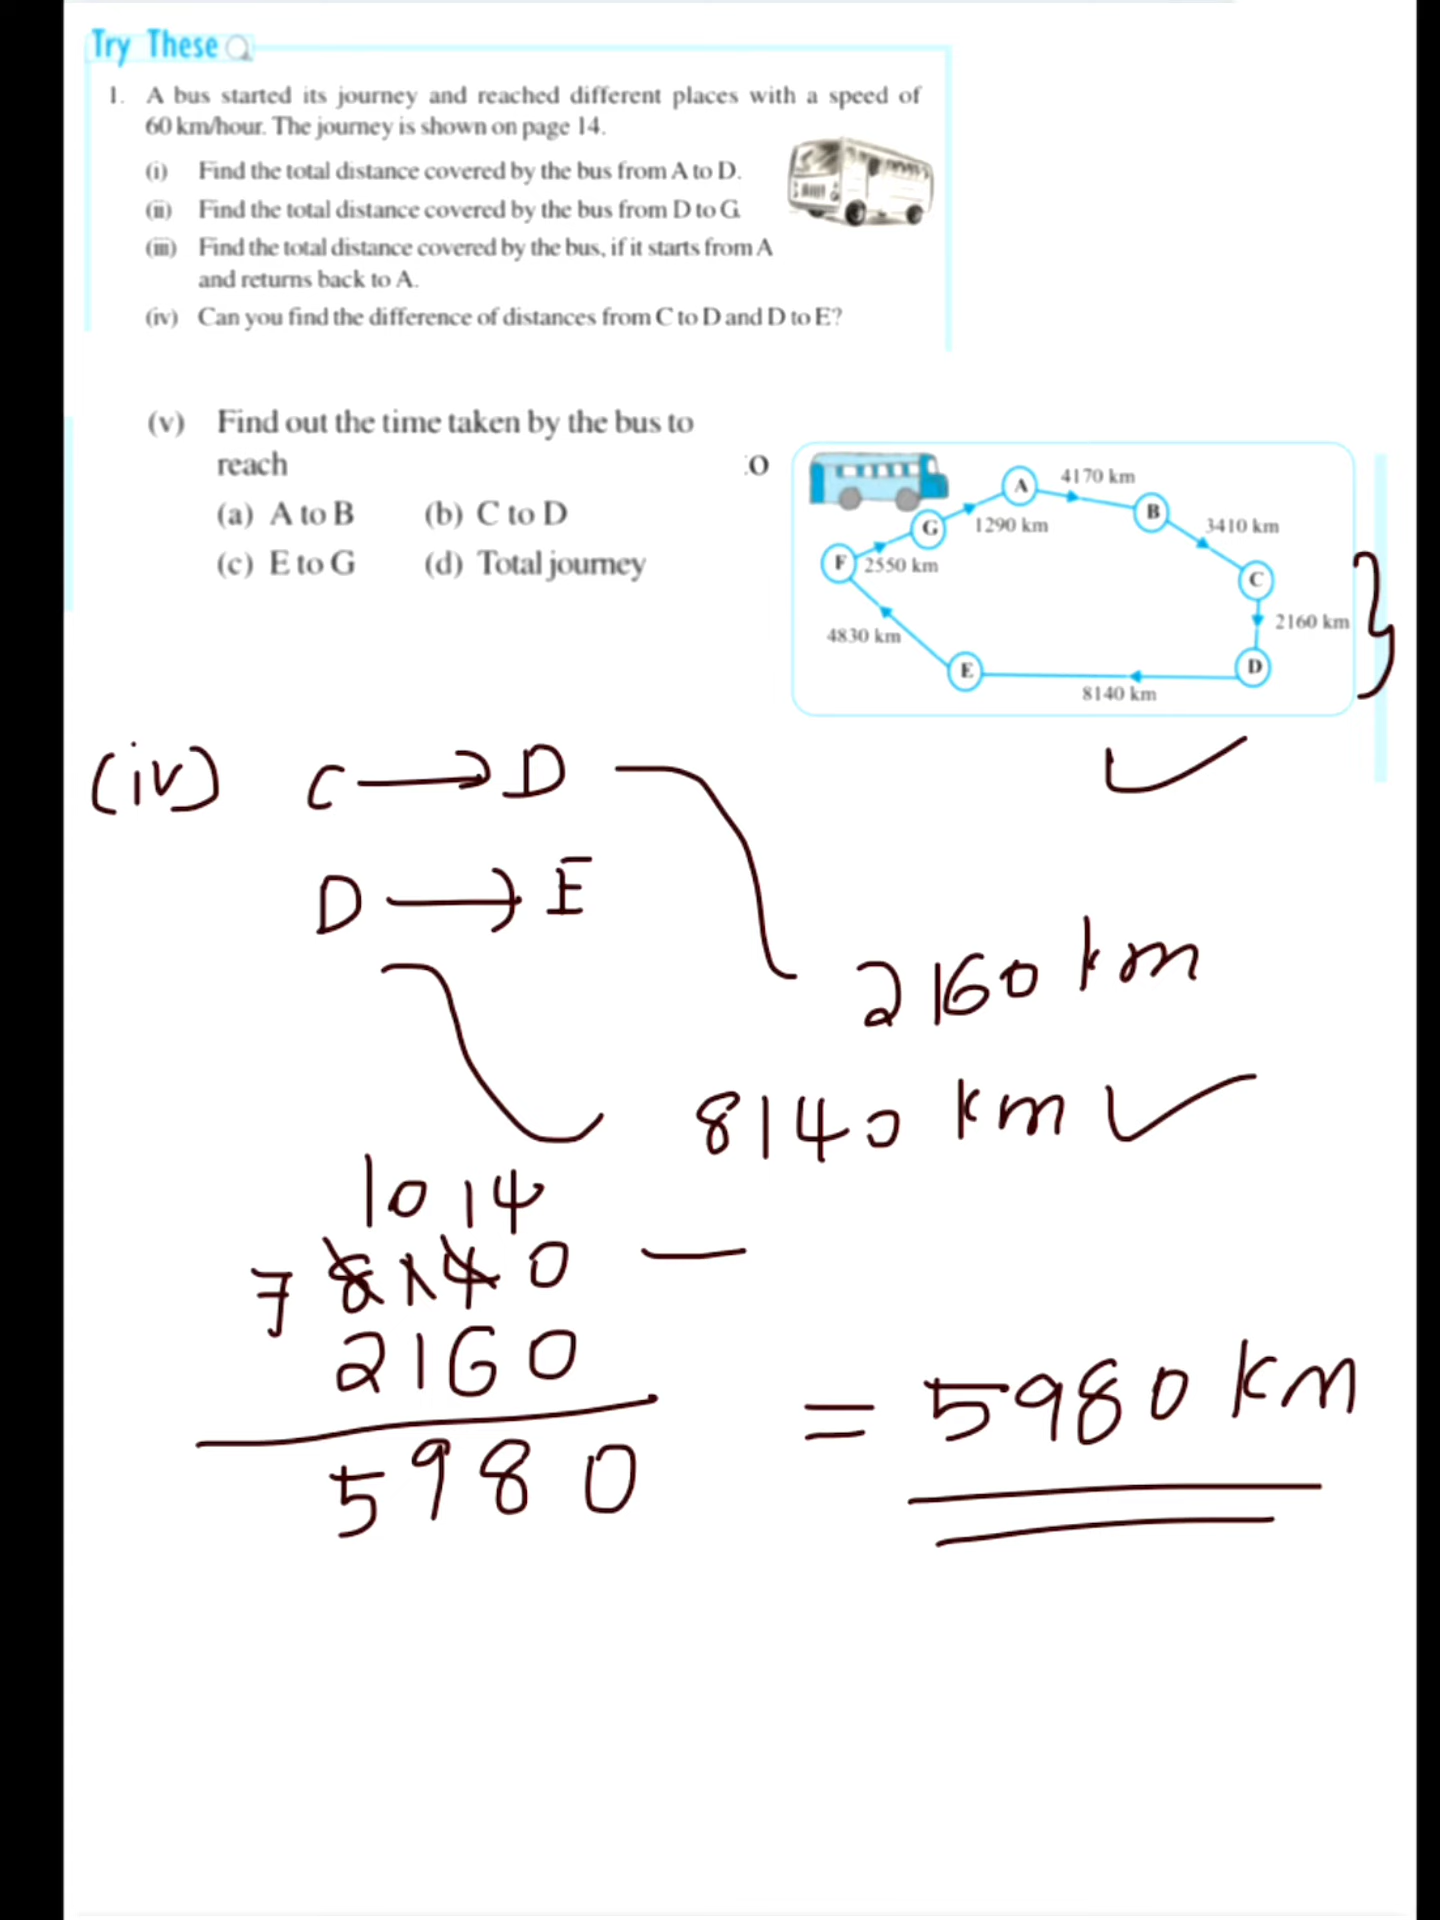 Try These
1. A bus started its journey and reached different places with a speed of
60 km/hour. The journey is shown on page 14.
(i) Find the total distance covered by the bus from A to D.
(ii) Find the total distance covered by the bus from D to G.
(iii) Find the total distance covered by the bus, if it starts from A
and returns back to A.
(iv) Can you find the difference of distances from C to D and D to E?
(v) Find out the time taken by the bus to
reach
(a) A to B (b) C to D
(c) E to G (d) Total journey
:O
A 4170 km
B
G 1290 km 3410 km
F 2550 km
C
2160 km
4830 km
E D
8140 km
(iv) C → D
D → E
2160 km
8140 km
10 14
7 8140 —
2160
5980
= 5980 km